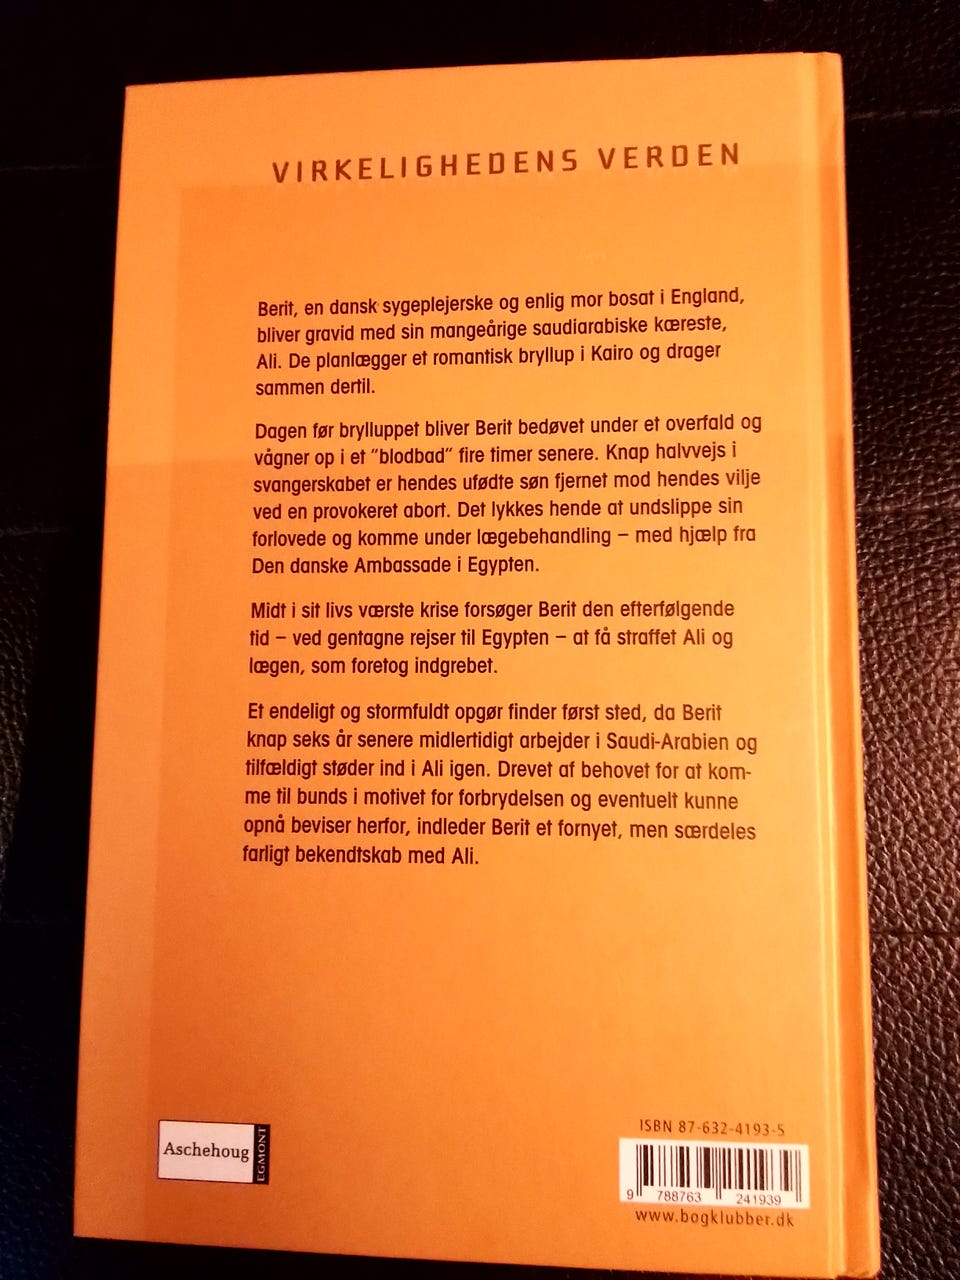 VIRKELIGHEDENS VERDEN
Berit, en dansk sygeplejerske og enlig mor bosat i England,
bliver gravid med sin mangeårige saudiarabiske kæreste,
Ali. De planlægger et romantisk bryllup i Kairo og drager
sammen dertil.
Dagen før brylluppet bliver Berit bedøvet under et overfald og
vågner op i et "blodbad" fire timer senere. Knap halvvejs i
svangerskabet er hendes ufødte søn fjernet mod hendes vilje
ved en provokeret abort. Det lykkes hende at undslippe sin
forlovede og komme under lægebehandling – med hjælp fra
Den danske Ambassade i Egypten.
Midt i sit livs værste krise forsøger Berit den efterfølgende
tid – ved gentagne rejser til Egypten – at få straffet Ali og
lægen, som foretog indgrebet.
Et endeligt og stormfuldt opgør finder først sted, da Berit
knap seks år senere midlertidigt arbejder i Saudi-Arabien og
tilfældigt støder ind i Ali igen. Drevet af behovet for at kom-
me til bunds i motivet for forbrydelsen og eventuelt kunne
opnå beviser herfor, indleder Berit et fornyet, men særdeles
farligt bekendtskab med Ali.
Aschehoug
EGMONT
ISBN 87-632-4193-5
9 788763 241939
www.bogklubber.dk